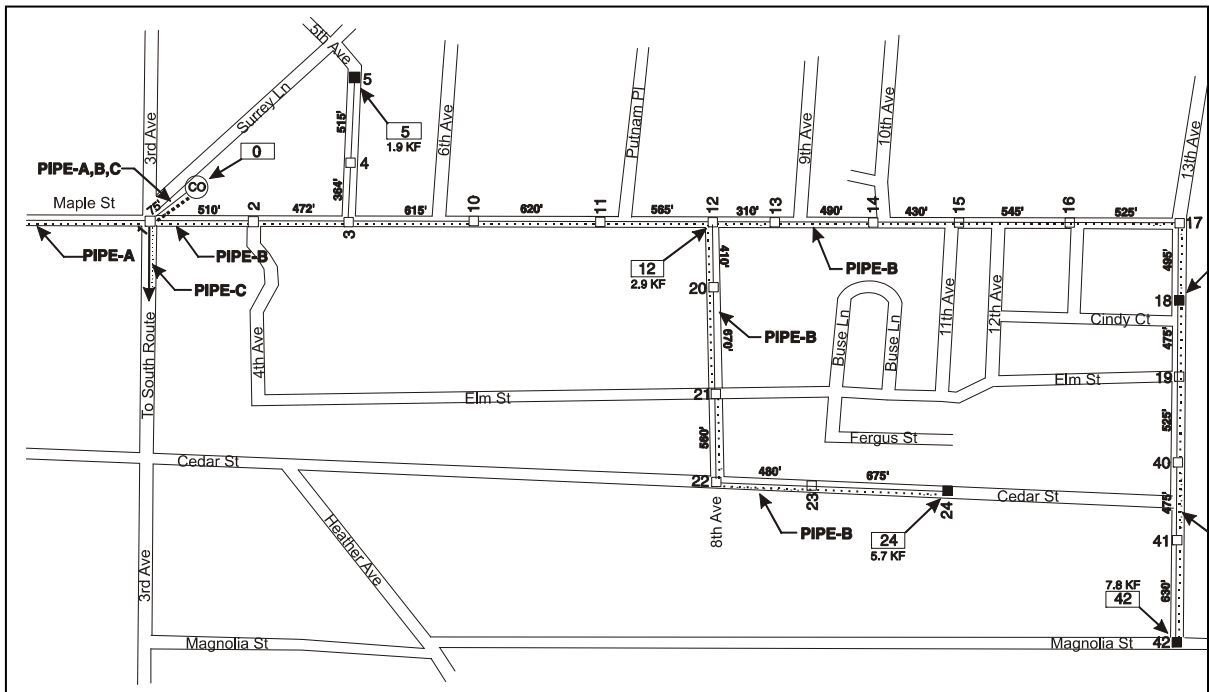 5th Ave
5
515'
5
1.9 KF
Surrey Ln
3rd Ave
6th Ave
Putnam Pl
9th Ave
10th Ave
13th Ave
0
PIPE-A,B,C
CO
4
364'
Maple St
75'
510'
2
472'
3
615'
10
620'
11
565'
12
310'
13
490'
14
430'
15
545'
16
525'
17
PIPE-A
PIPE-B
PIPE-C
12
2.9 KF
410'
PIPE-B
495'
20
18
PIPE-B
670'
Buse Ln
Buse Ln
11th Ave
12th Ave
Cindy Ct
475'
To South Route
4th Ave
Elm St
21
Elm St
19
560'
Fergus St
525'
Cedar St
22
480'
23
675'
24
Cedar St
40
475'
8th Ave
PIPE-B
24
5.7 KF
41
Heather Ave
3rd Ave
7.8 KF
42
630'
Magnolia St
Magnolia St
42